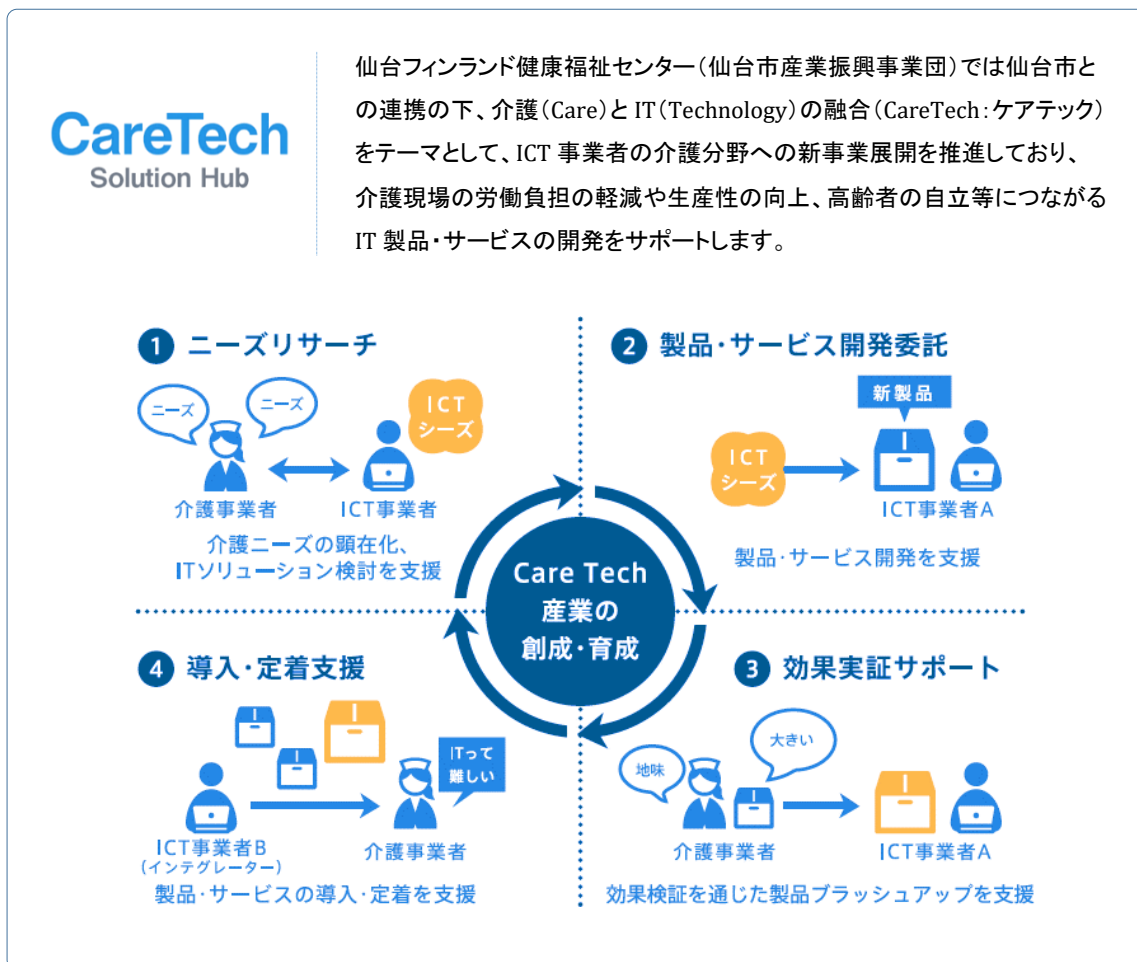 CareTech
Solution Hub
仙台フィンランド健康福祉センター（仙台市産業振興事業団）では仙台市と
の連携の下、介護（Care）と IT（Technology）の融合（CareTech：ケアテック）
をテーマとして、ICT 事業者の介護分野への新事業展開を推進しており、
介護現場の労働負担の軽減や生産性の向上、高齢者の自立等につながる
IT 製品・サービスの開発をサポートします。
1 ニーズリサーチ
ニーズ
ニーズ
ICT
シーズ
介護事業者
ICT事業者
介護ニーズの顕在化、
ITソリューション検討を支援
2 製品・サービス開発委託
新製品
ICT
シーズ
ICT事業者A
製品・サービス開発を支援
Care Tech
産業の
創成・育成
3 効果実証サポート
地味
大きい
介護事業者
ICT事業者A
効果検証を通じた製品ブラッシュアップを支援
4 導入・定着支援
ITって
難しい
ICT事業者B
（インテグレーター）
介護事業者
製品・サービスの導入・定着を支援